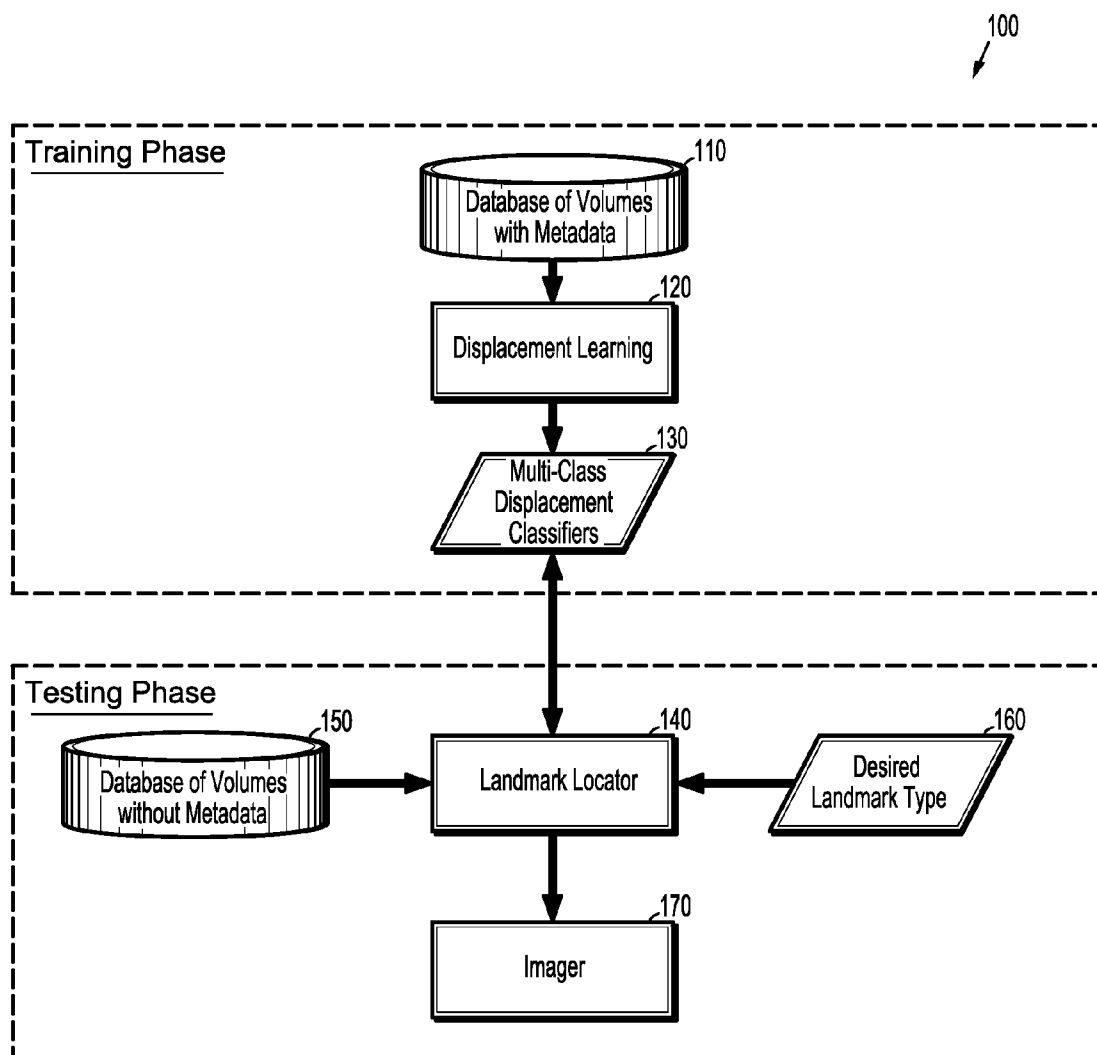 100
Training Phase
110
Database of Volumes
with Metadata
120
Displacement Learning
130
Multi-Class
Displacement
Classifiers
Testing Phase
150
Database of Volumes
without Metadata
140
Landmark Locator
160
Desired
Landmark Type
170
Imager